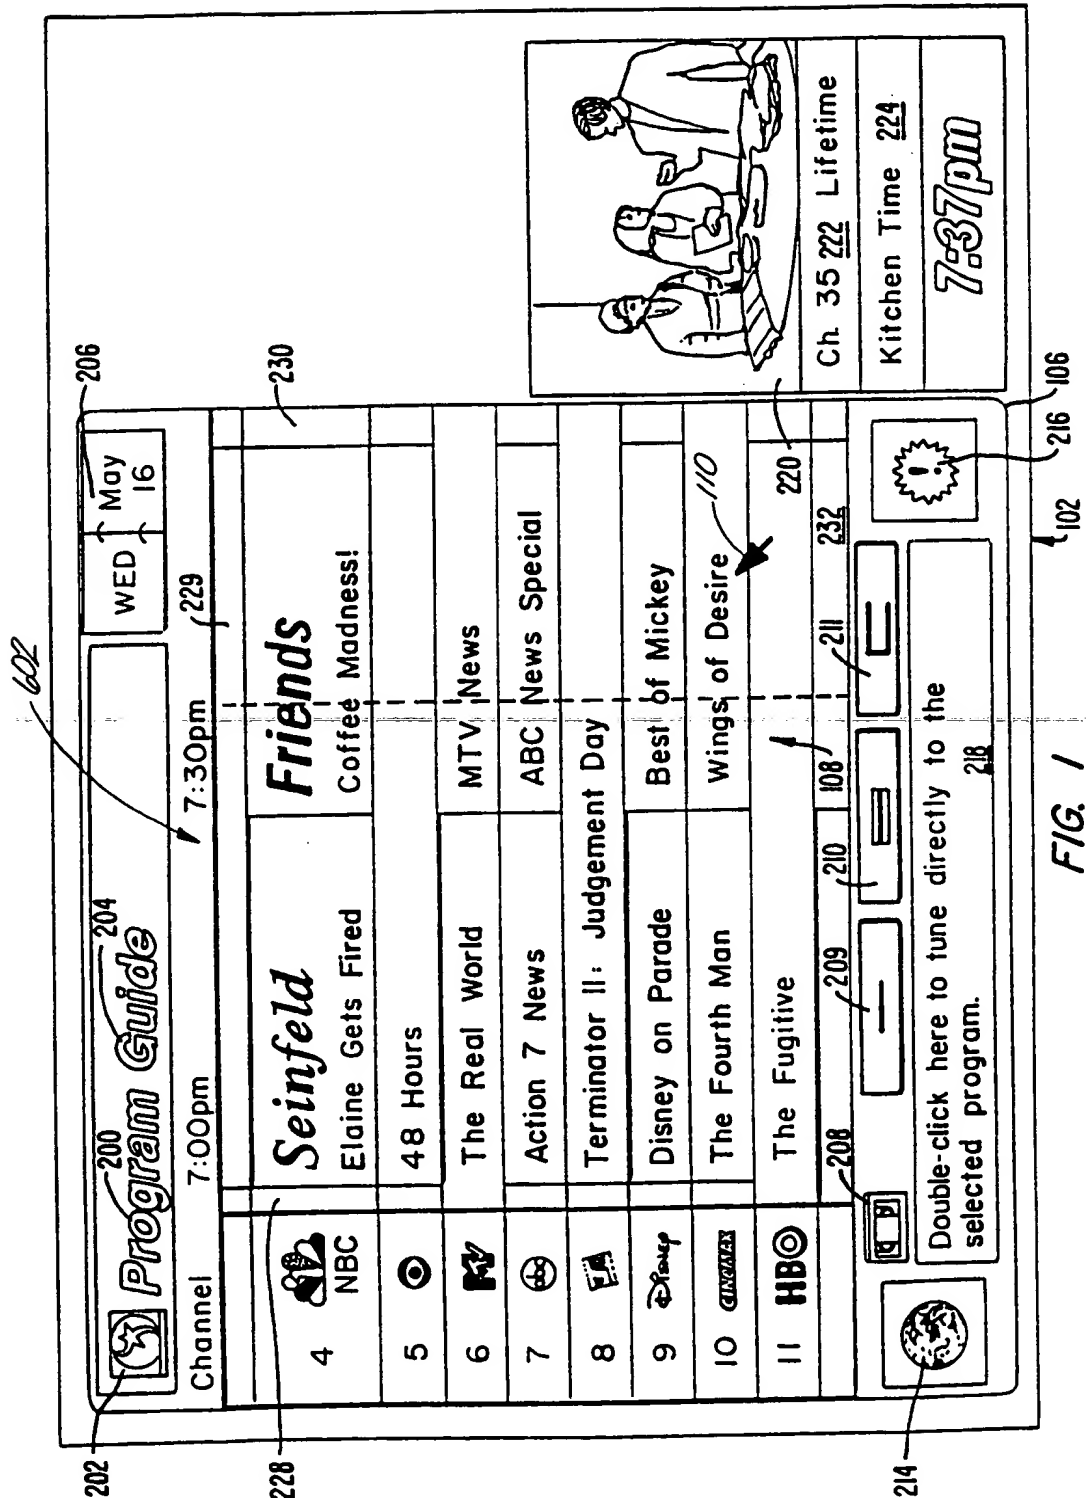 602
202
200
204
206
Program Guide
WED
May
16
Channel
7:00pm
7:30pm
229
228
230
4
NBC
Seinfeld
Elaine Gets Fired
Friends
Coffee Madness!
5
48 Hours
6
The Real World
MTV News
7
abc
Action 7 News
ABC News Special
8
Terminator II: Judgement Day
9
Disney
Disney on Parade
Best of Mickey
10
CINEMAX
The Fourth Man
Wings of Desire
110
11
HBO
The Fugitive
108
220
232
208
209
210
211
Double-click here to tune directly to the
selected program.
218
214
216
106
102
Ch. 35 222 Lifetime
Kitchen Time 224
7:37pm
FIG. 1